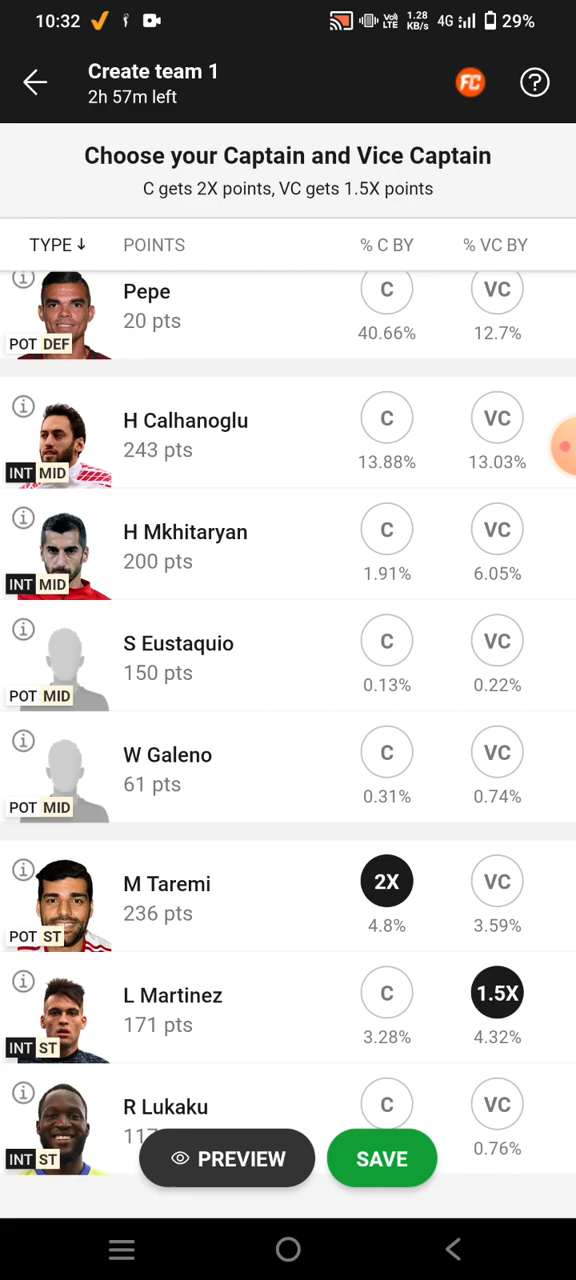 10:32 Vol LTE 1.28 KB/s 4G 29%
Create team 1
2h 57m left
FC ?
Choose your Captain and Vice Captain
C gets 2X points, VC gets 1.5X points
TYPE ↓ POINTS % C BY % VC BY
i Pepe C VC
20 pts
POT DEF 40.66% 12.7%
i H Calhanoglu C VC
243 pts
INT MID 13.88% 13.03%
i H Mkhitaryan C VC
200 pts
INT MID 1.91% 6.05%
i S Eustaquio C VC
150 pts
POT MID 0.13% 0.22%
i W Galeno C VC
61 pts
POT MID 0.31% 0.74%
i M Taremi 2X VC
236 pts
POT ST 4.8% 3.59%
i L Martinez C 1.5X
171 pts
INT ST 3.28% 4.32%
i R Lukaku C VC
INT ST 0.76%
PREVIEW SAVE